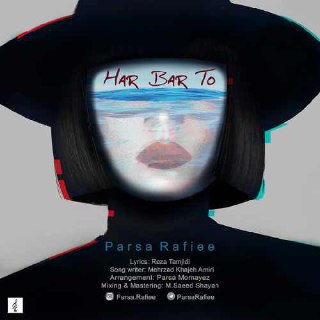 HAR BAR TO
Parsa Rafiee
Lyrics: Reza Tamjidi
Song writer: Mehrzad Khajeh Amiri
Arrangement: Parsa Momayez
Mixing & Mastering: M.Saeed Shayan
Parsa.Rafiee ParsaRafiee